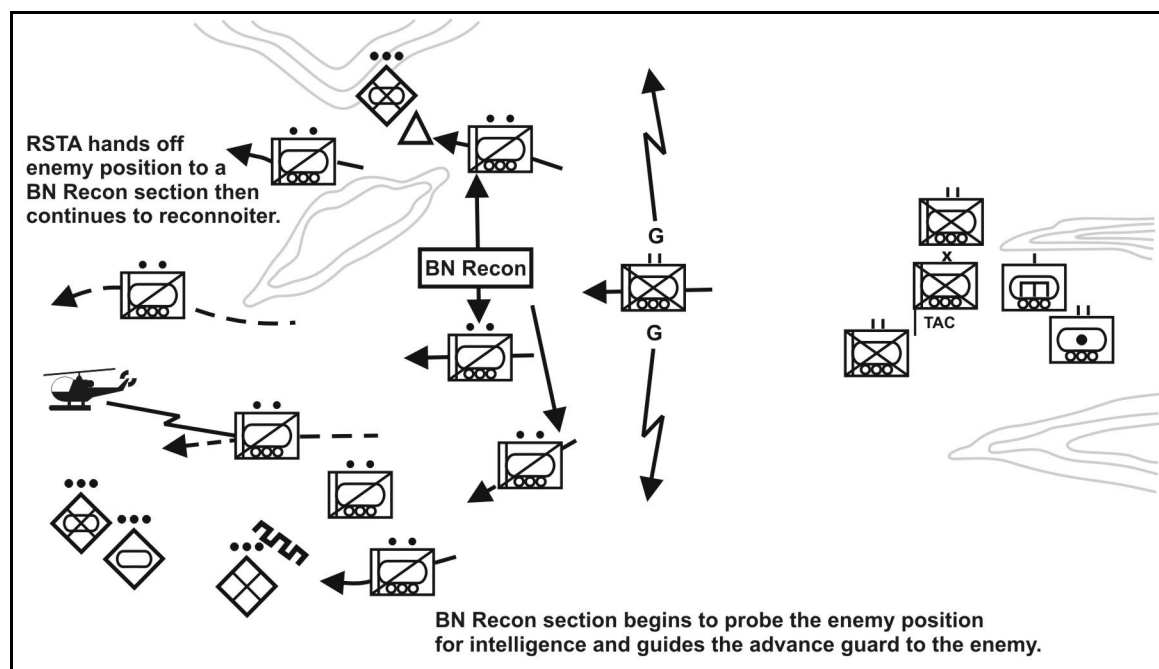 RSTA hands off
enemy position to a
BN Recon section then
continues to reconnoiter.
G
BN Recon
x
G
TAC
BN Recon section begins to probe the enemy position
for intelligence and guides the advance guard to the enemy.